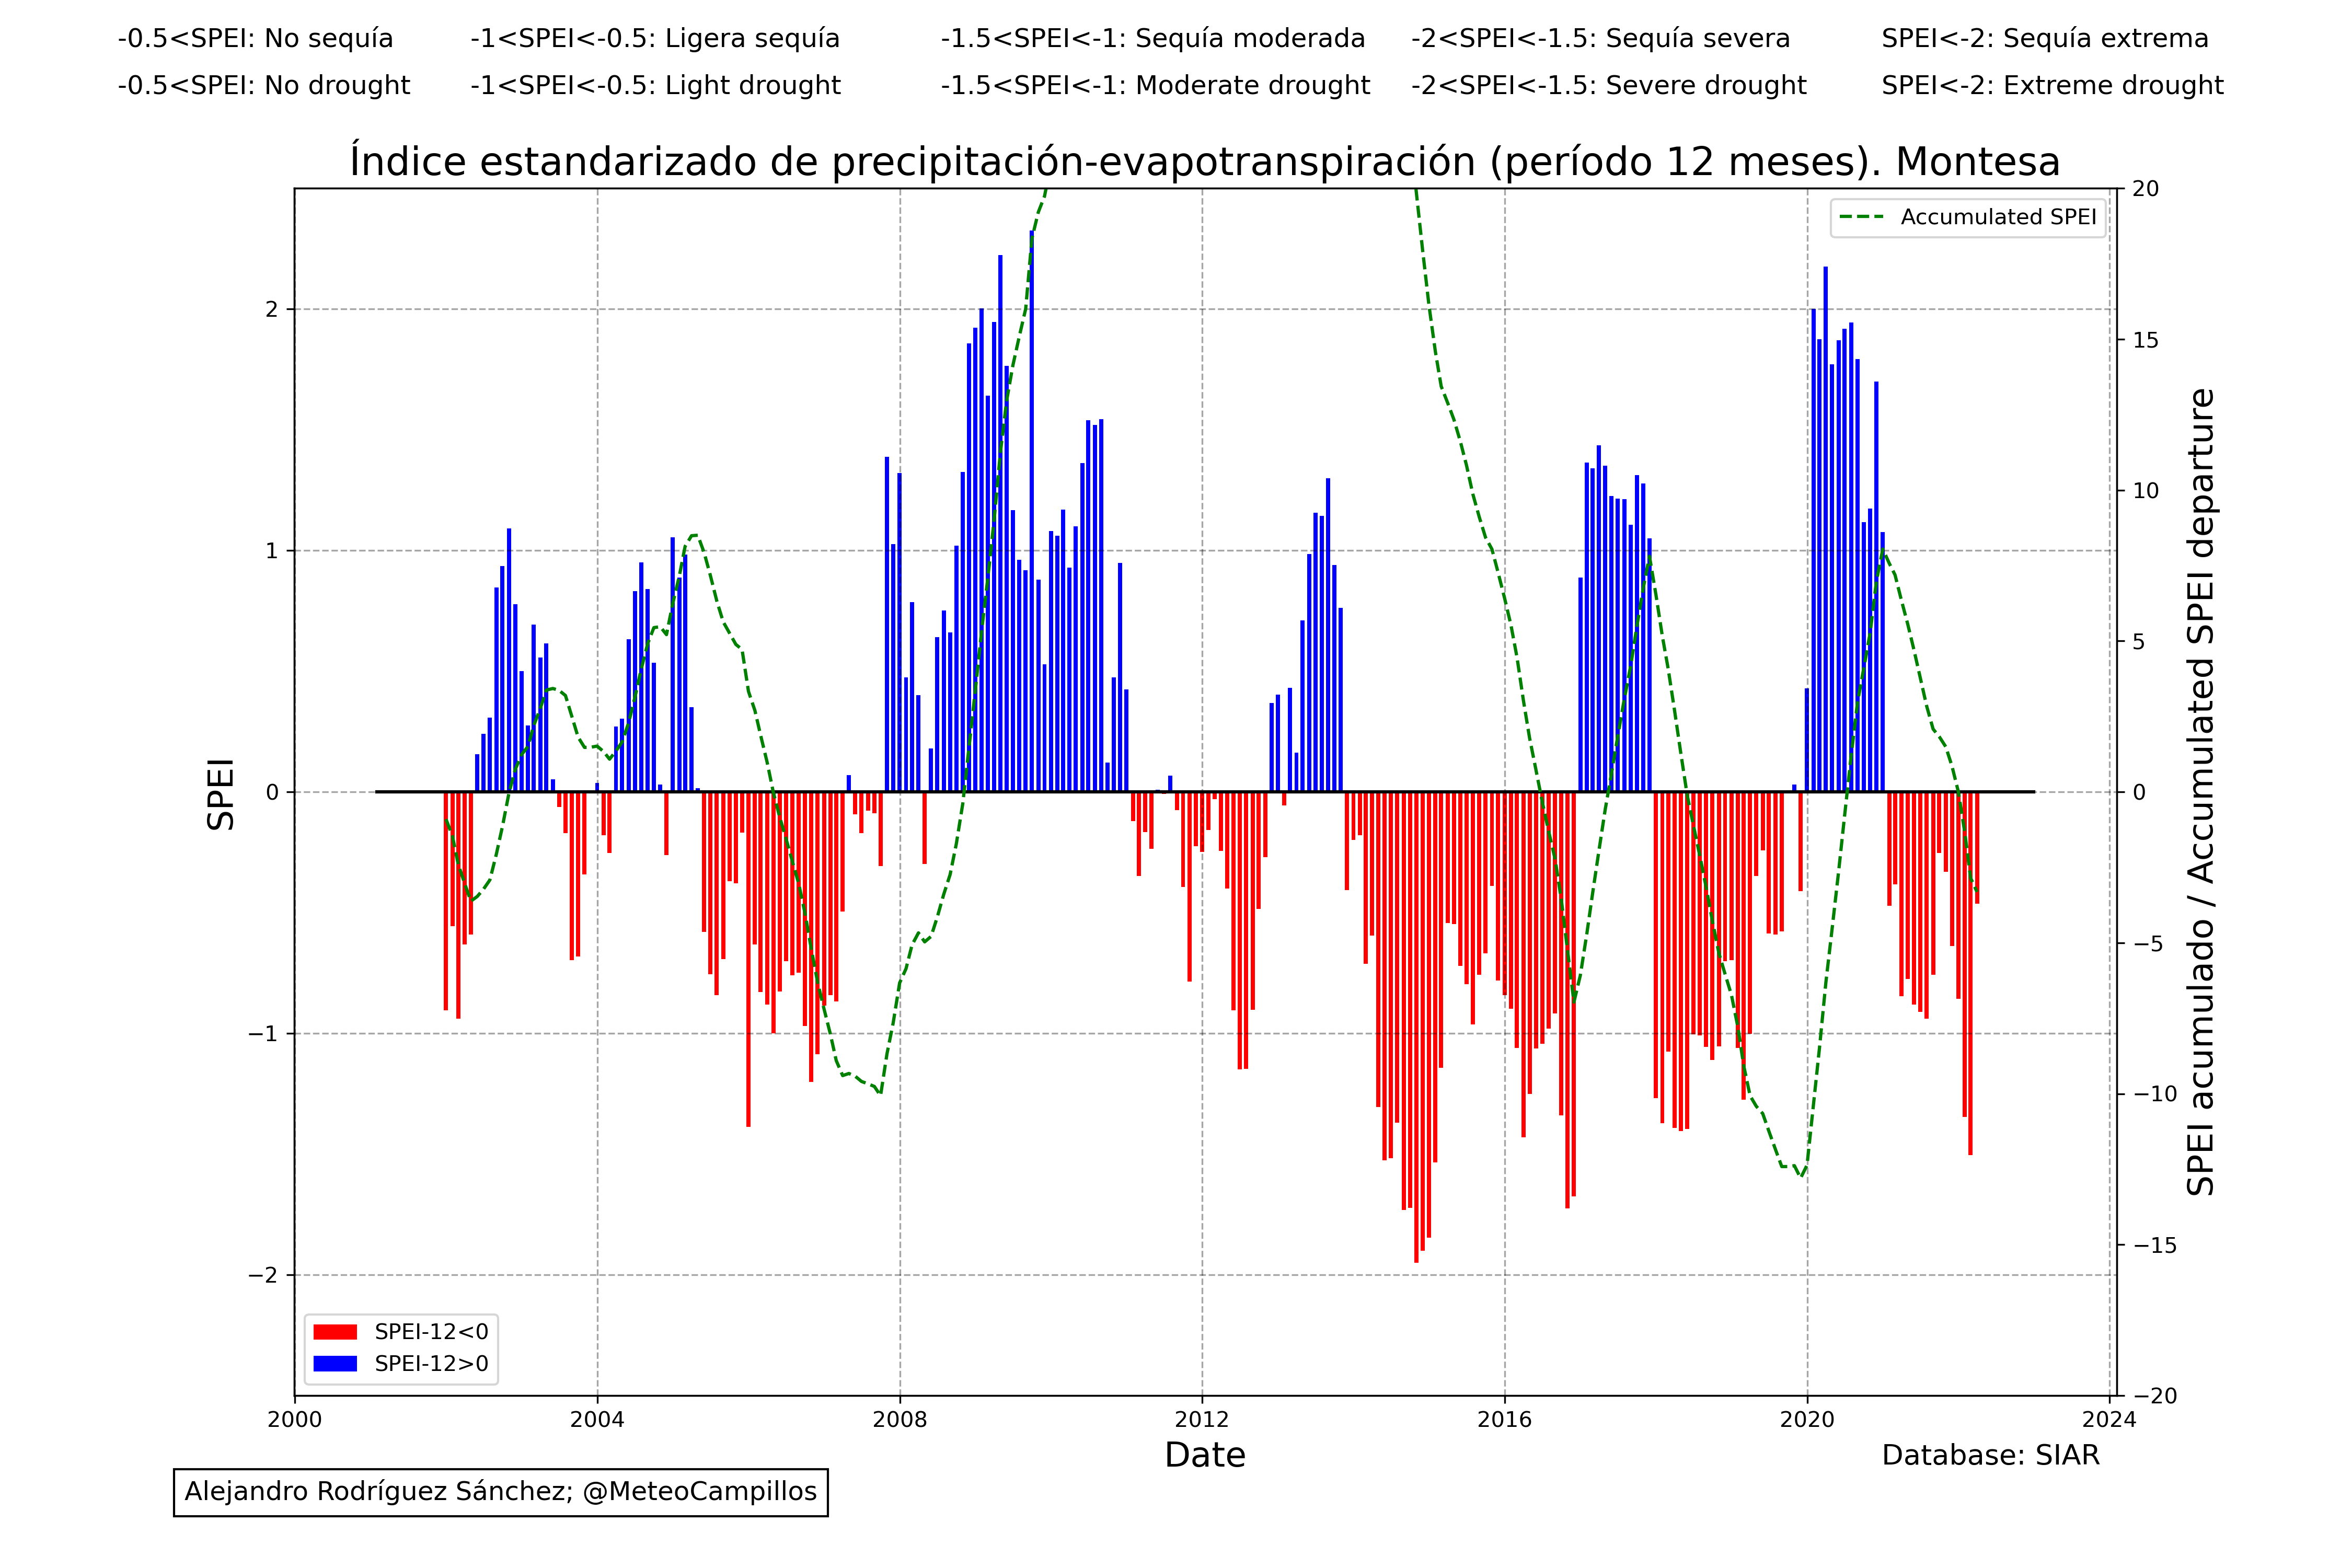 -0.5<SPEI: No sequía -1<SPEI<-0.5: Ligera sequía -1.5<SPEI<-1: Sequía moderada -2<SPEI<-1.5: Sequía severa SPEI<-2: Sequía extrema
-0.5<SPEI: No drought -1<SPEI<-0.5: Light drought -1.5<SPEI<-1: Moderate drought -2<SPEI<-1.5: Severe drought SPEI<-2: Extreme drought
Índice estandarizado de precipitación-evapotranspiración (período 12 meses). Montesa
Accumulated SPEI
SPEI
2
1
0
−1
−2
20
15
10
5
0
−5
−10
−15
−20
SPEI acumulado / Accumulated SPEI departure
SPEI-12<0
SPEI-12>0
2000 2004 2008 2012 2016 2020 2024
Date
Database: SIAR
Alejandro Rodríguez Sánchez; @MeteoCampillos